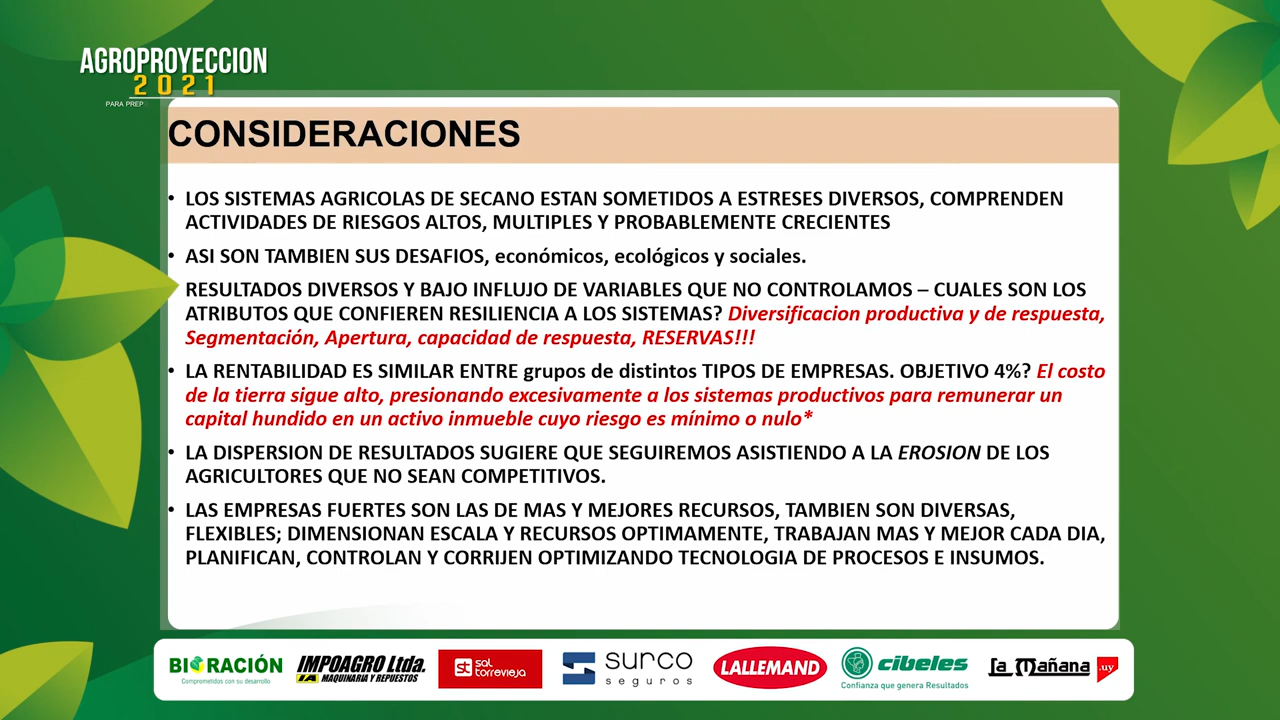 AGROPROYECCION
2021
PARA PREP
CONSIDERACIONES
• LOS SISTEMAS AGRICOLAS DE SECANO ESTAN SOMETIDOS A ESTRESES DIVERSOS, COMPRENDEN
ACTIVIDADES DE RIESGOS ALTOS, MULTIPLES Y PROBABLEMENTE CRECIENTES
• ASI SON TAMBIEN SUS DESAFIOS, económicos, ecológicos y sociales.
RESULTADOS DIVERSOS Y BAJO INFLUJO DE VARIABLES QUE NO CONTROLAMOS – CUALES SON LOS
ATRIBUTOS QUE CONFIEREN RESILIENCIA A LOS SISTEMAS? Diversificacion productiva y de respuesta,
Segmentación, Apertura, capacidad de respuesta, RESERVAS!!!
• LA RENTABILIDAD ES SIMILAR ENTRE grupos de distintos TIPOS DE EMPRESAS. OBJETIVO 4%? El costo
de la tierra sigue alto, presionando excesivamente a los sistemas productivos para remunerar un
capital hundido en un activo inmueble cuyo riesgo es mínimo o nulo*
• LA DISPERSION DE RESULTADOS SUGIERE QUE SEGUIREMOS ASISTIENDO A LA EROSION DE LOS
AGRICULTORES QUE NO SEAN COMPETITIVOS.
• LAS EMPRESAS FUERTES SON LAS DE MAS Y MEJORES RECURSOS, TAMBIEN SON DIVERSAS,
FLEXIBLES; DIMENSIONAN ESCALA Y RECURSOS OPTIMAMENTE, TRABAJAN MAS Y MEJOR CADA DIA,
PLANIFICAN, CONTROLAN Y CORRIJEN OPTIMIZANDO TECNOLOGIA DE PROCESOS E INSUMOS.
BIORACIÓN
Comprometidos con su desarrollo
IMPOAGRO Ltda.
IA MAQUINARIA Y REPUESTOS
st sal
torrevieja
surco
seguros
LALLEMAND
cibeles
Confianza que genera Resultados
La Mañana .uy